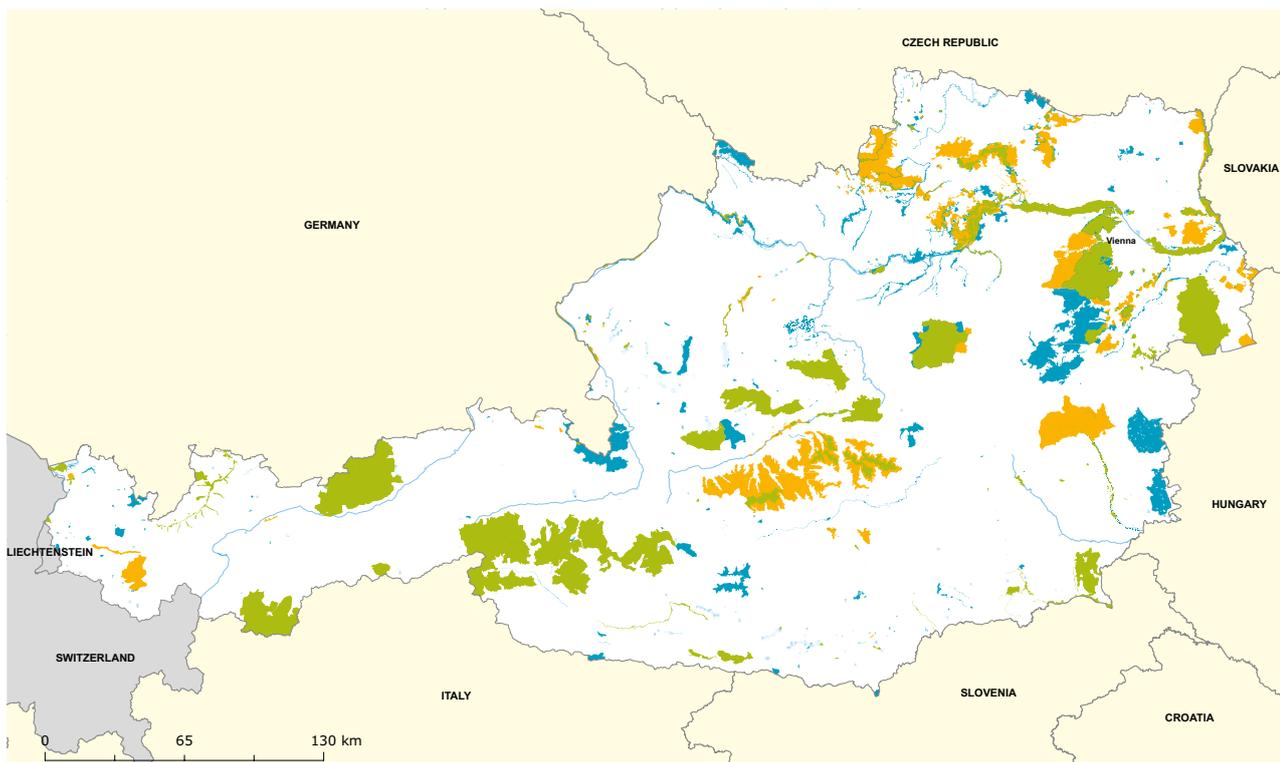 CZECH REPUBLIC
SLOVAKIA
GERMANY
Vienna
HUNGARY
LIECHTENSTEIN
SWITZERLAND
ITALY
SLOVENIA
CROATIA
0 65 130 km